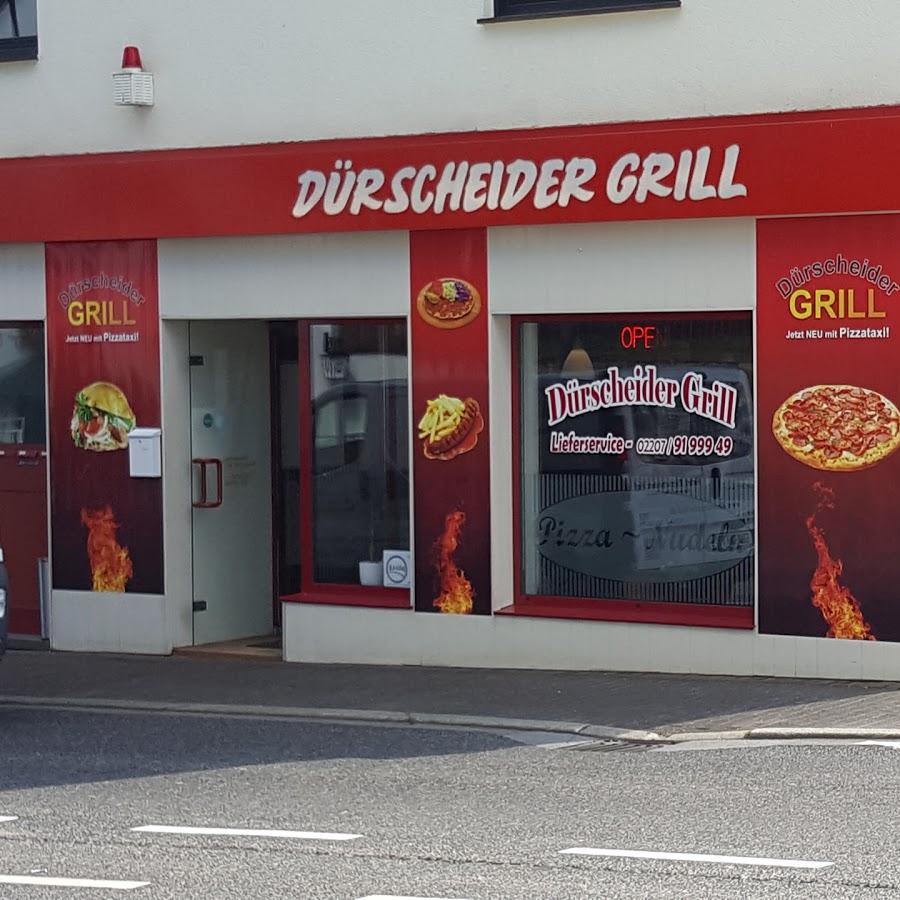 DÜRSCHEIDER GRILL
Dürscheider
GRILL
Jetzt NEU mit Pizzataxi!
OPEN
Dürscheider Grill
Lieferservice - 02207 / 91 999 49
Pizza ~ Nudeln
Dürscheider
GRILL
Jetzt NEU mit Pizzataxi!